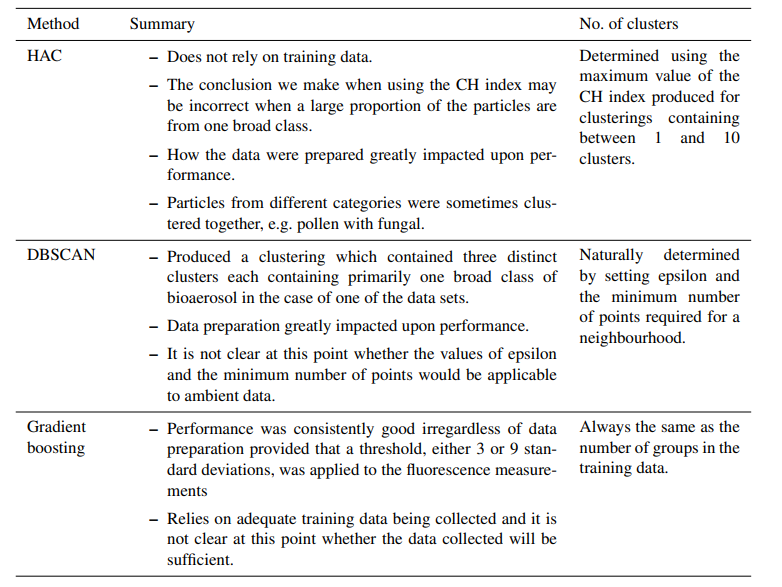 Method Summary No. of clusters
HAC
– Does not rely on training data.
– The conclusion we make when using the CH index may
be incorrect when a large proportion of the particles are
from one broad class.
– How the data were prepared greatly impacted upon per-
formance.
– Particles from different categories were sometimes clus-
tered together, e.g. pollen with fungal.
Determined using the
maximum value of the
CH index produced for
clusterings containing
between 1 and 10
clusters.
DBSCAN
– Produced a clustering which contained three distinct
clusters each containing primarily one broad class of
bioaerosol in the case of one of the data sets.
– Data preparation greatly impacted upon performance.
– It is not clear at this point whether the values of epsilon
and the minimum number of points would be applicable
to ambient data.
Naturally determined
by setting epsilon and
the minimum number
of points required for a
neighbourhood.
Gradient
boosting
– Performance was consistently good irregardless of data
preparation provided that a threshold, either 3 or 9 stan-
dard deviations, was applied to the fluorescence measure-
ments
– Relies on adequate training data being collected and it is
not clear at this point whether the data collected will be
sufficient.
Always the same as the
number of groups in the
training data.